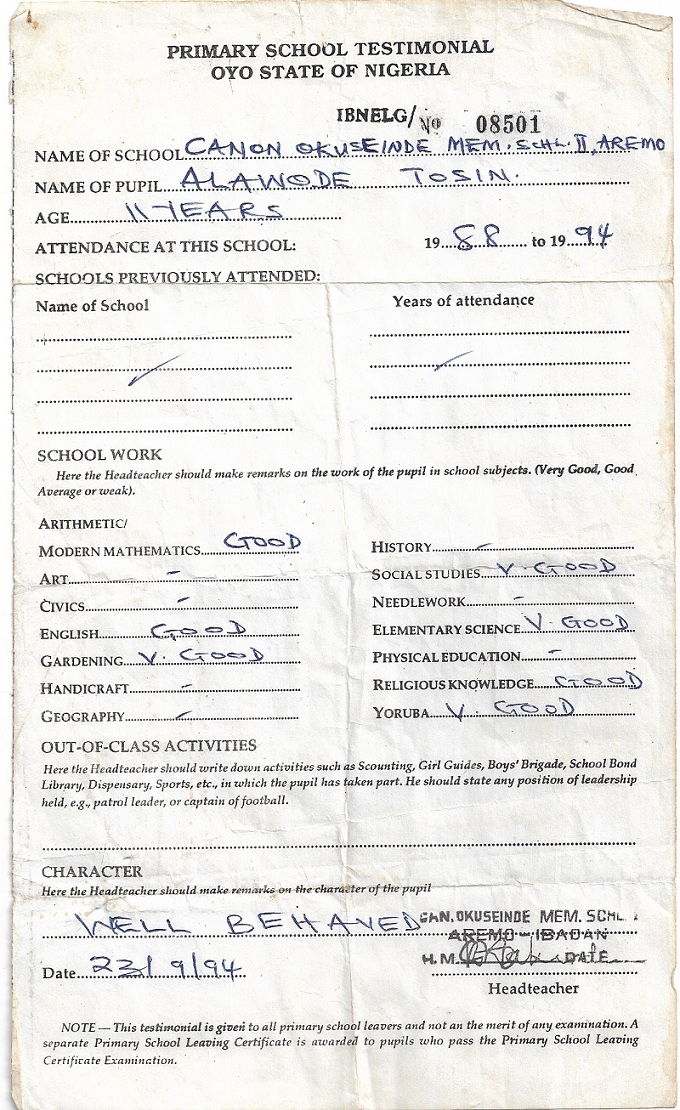 PRIMARY SCHOOL TESTIMONIAL
OYO STATE OF NIGERIA
IBNELG/ No 08501
NAME OF SCHOOL CANON OKUSEINDE MEM. SCHL. II, AREMO
NAME OF PUPIL ALAWODE TOSIN.
AGE 11 YEARS
ATTENDANCE AT THIS SCHOOL: 19 88 to 19 94
SCHOOLS PREVIOUSLY ATTENDED:
Name of School Years of attendance
SCHOOL WORK
Here the Headteacher should make remarks on the work of the pupil in school subjects. (Very Good, Good
Average or weak).
ARITHMETIC/
MODERN MATHEMATICS GOOD
ART -
CIVICS -
ENGLISH GOOD
GARDENING V. GOOD
HANDICRAFT -
GEOGRAPHY -
HISTORY -
SOCIAL STUDIES V. GOOD
NEEDLEWORK -
ELEMENTARY SCIENCE V. GOOD
PHYSICAL EDUCATION -
RELIGIOUS KNOWLEDGE GOOD
YORUBA V. GOOD
OUT-OF-CLASS ACTIVITIES
Here the Headteacher should write down activities such as Scounting, Girl Guides, Boys' Brigade, School Bond
Library, Dispensary, Sports, etc., in which the pupil has taken part. He should state any position of leadership
held, e.g., patrol leader, or captain of football.
CHARACTER
Here the Headteacher should make remarks on the character of the pupil
WELL BEHAVED
CAN. OKUSEINDE MEM. SCHL.
AREMO - IBADAN
H.M. DATE
Date 23/9/94
Headteacher
NOTE — This testimonial is given to all primary school leavers and not an the merit of any examination. A
separate Primary School Leaving Certificate is awarded to pupils who pass the Primary School Leaving
Certificate Examination.